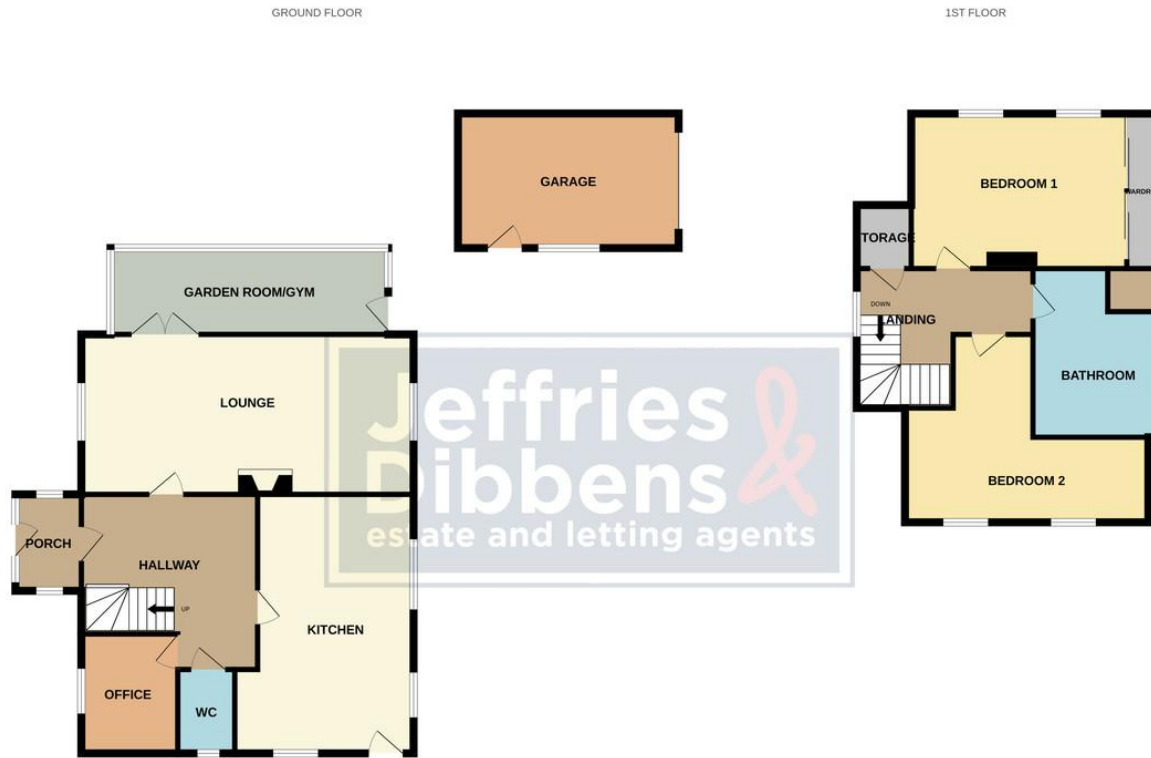 GROUND FLOOR
1ST FLOOR
GARAGE
BEDROOM 1
WARDR
TORAGE
GARDEN ROOM/GYM
DOWN
LANDING
BATHROOM
LOUNGE
Jeffries &
Dibbens
estate and letting agents
BEDROOM 2
PORCH
HALLWAY
UP
KITCHEN
OFFICE
WC